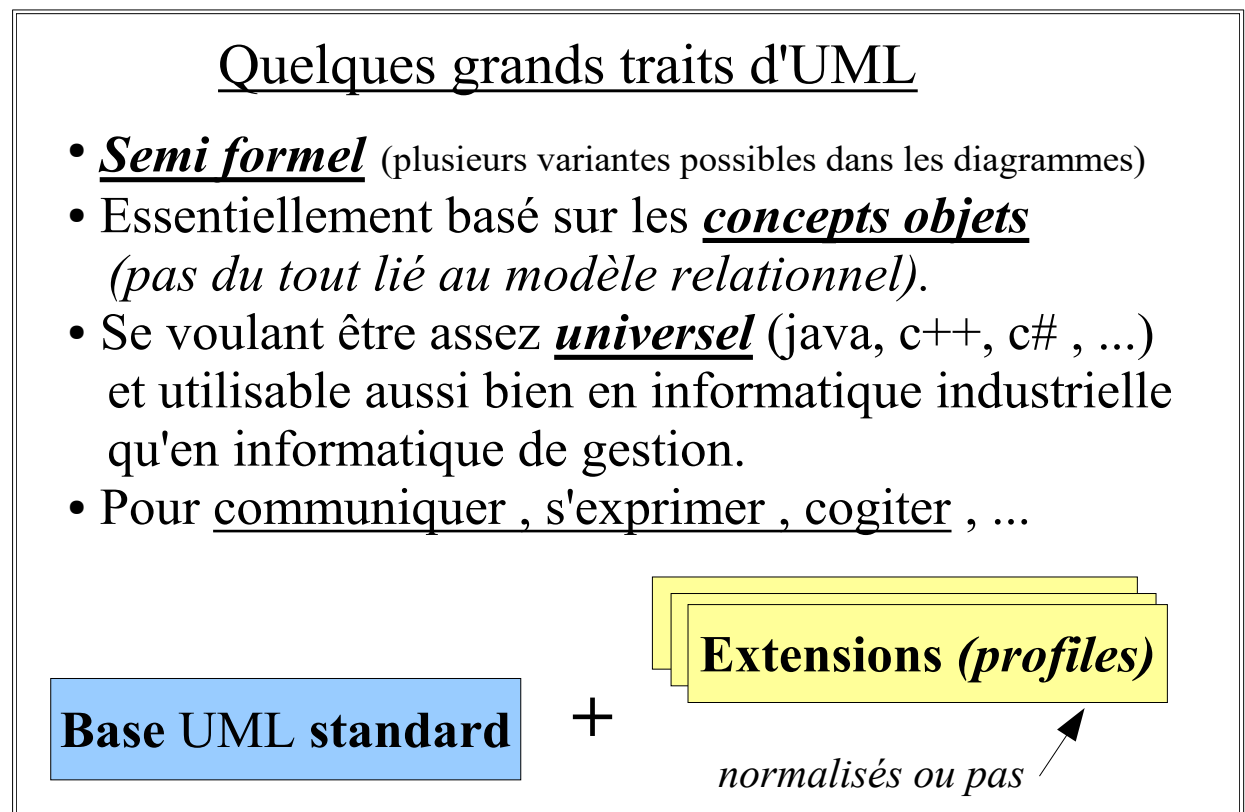 Quelques grands traits d'UML
• Semi formel (plusieurs variantes possibles dans les diagrammes)
• Essentiellement basé sur les concepts objets
(pas du tout lié au modèle relationnel).
• Se voulant être assez universel (java, c++, c# , ...)
et utilisable aussi bien en informatique industrielle
qu'en informatique de gestion.
• Pour communiquer , s'exprimer , cogiter , ...
Extensions (profiles)
Base UML standard
+
normalisés ou pas